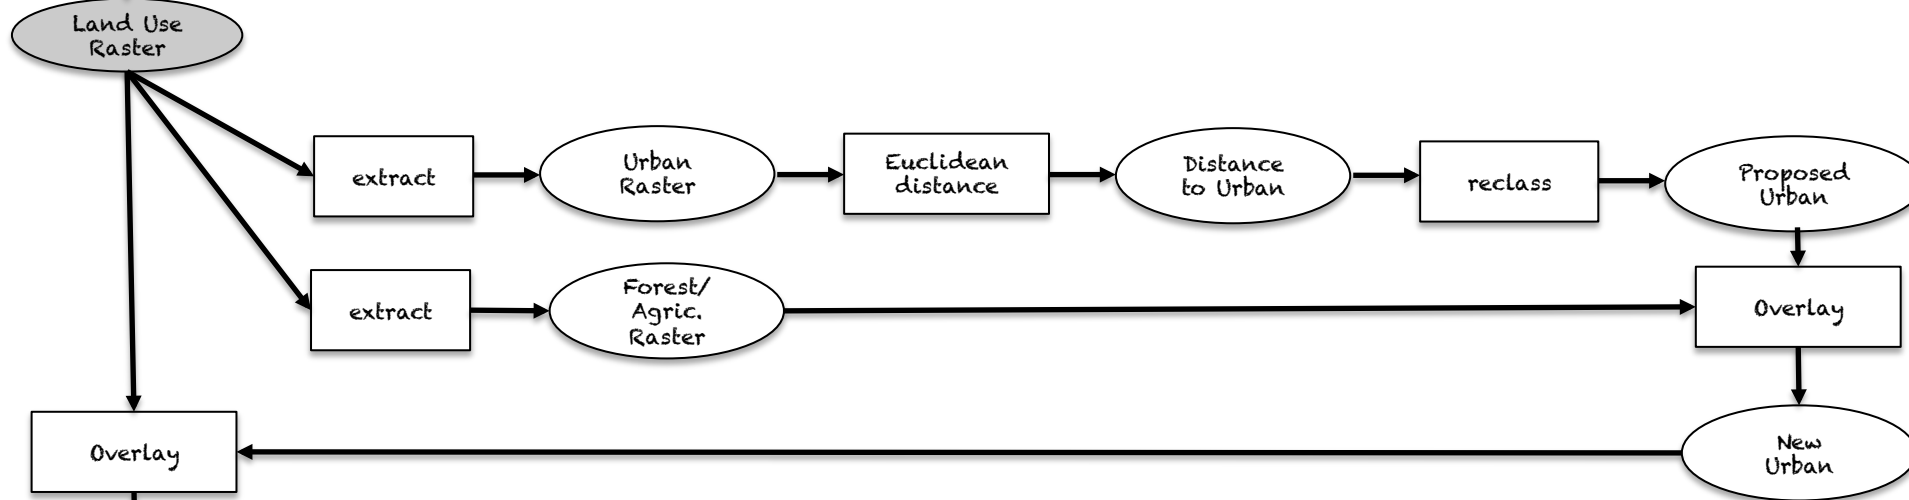 Land Use
Raster
extract
Urban
Raster
Euclidean
distance
Distance
to Urban
reclass
Proposed
Urban
extract
Forest/
Agric.
Raster
Overlay
Overlay
New
Urban